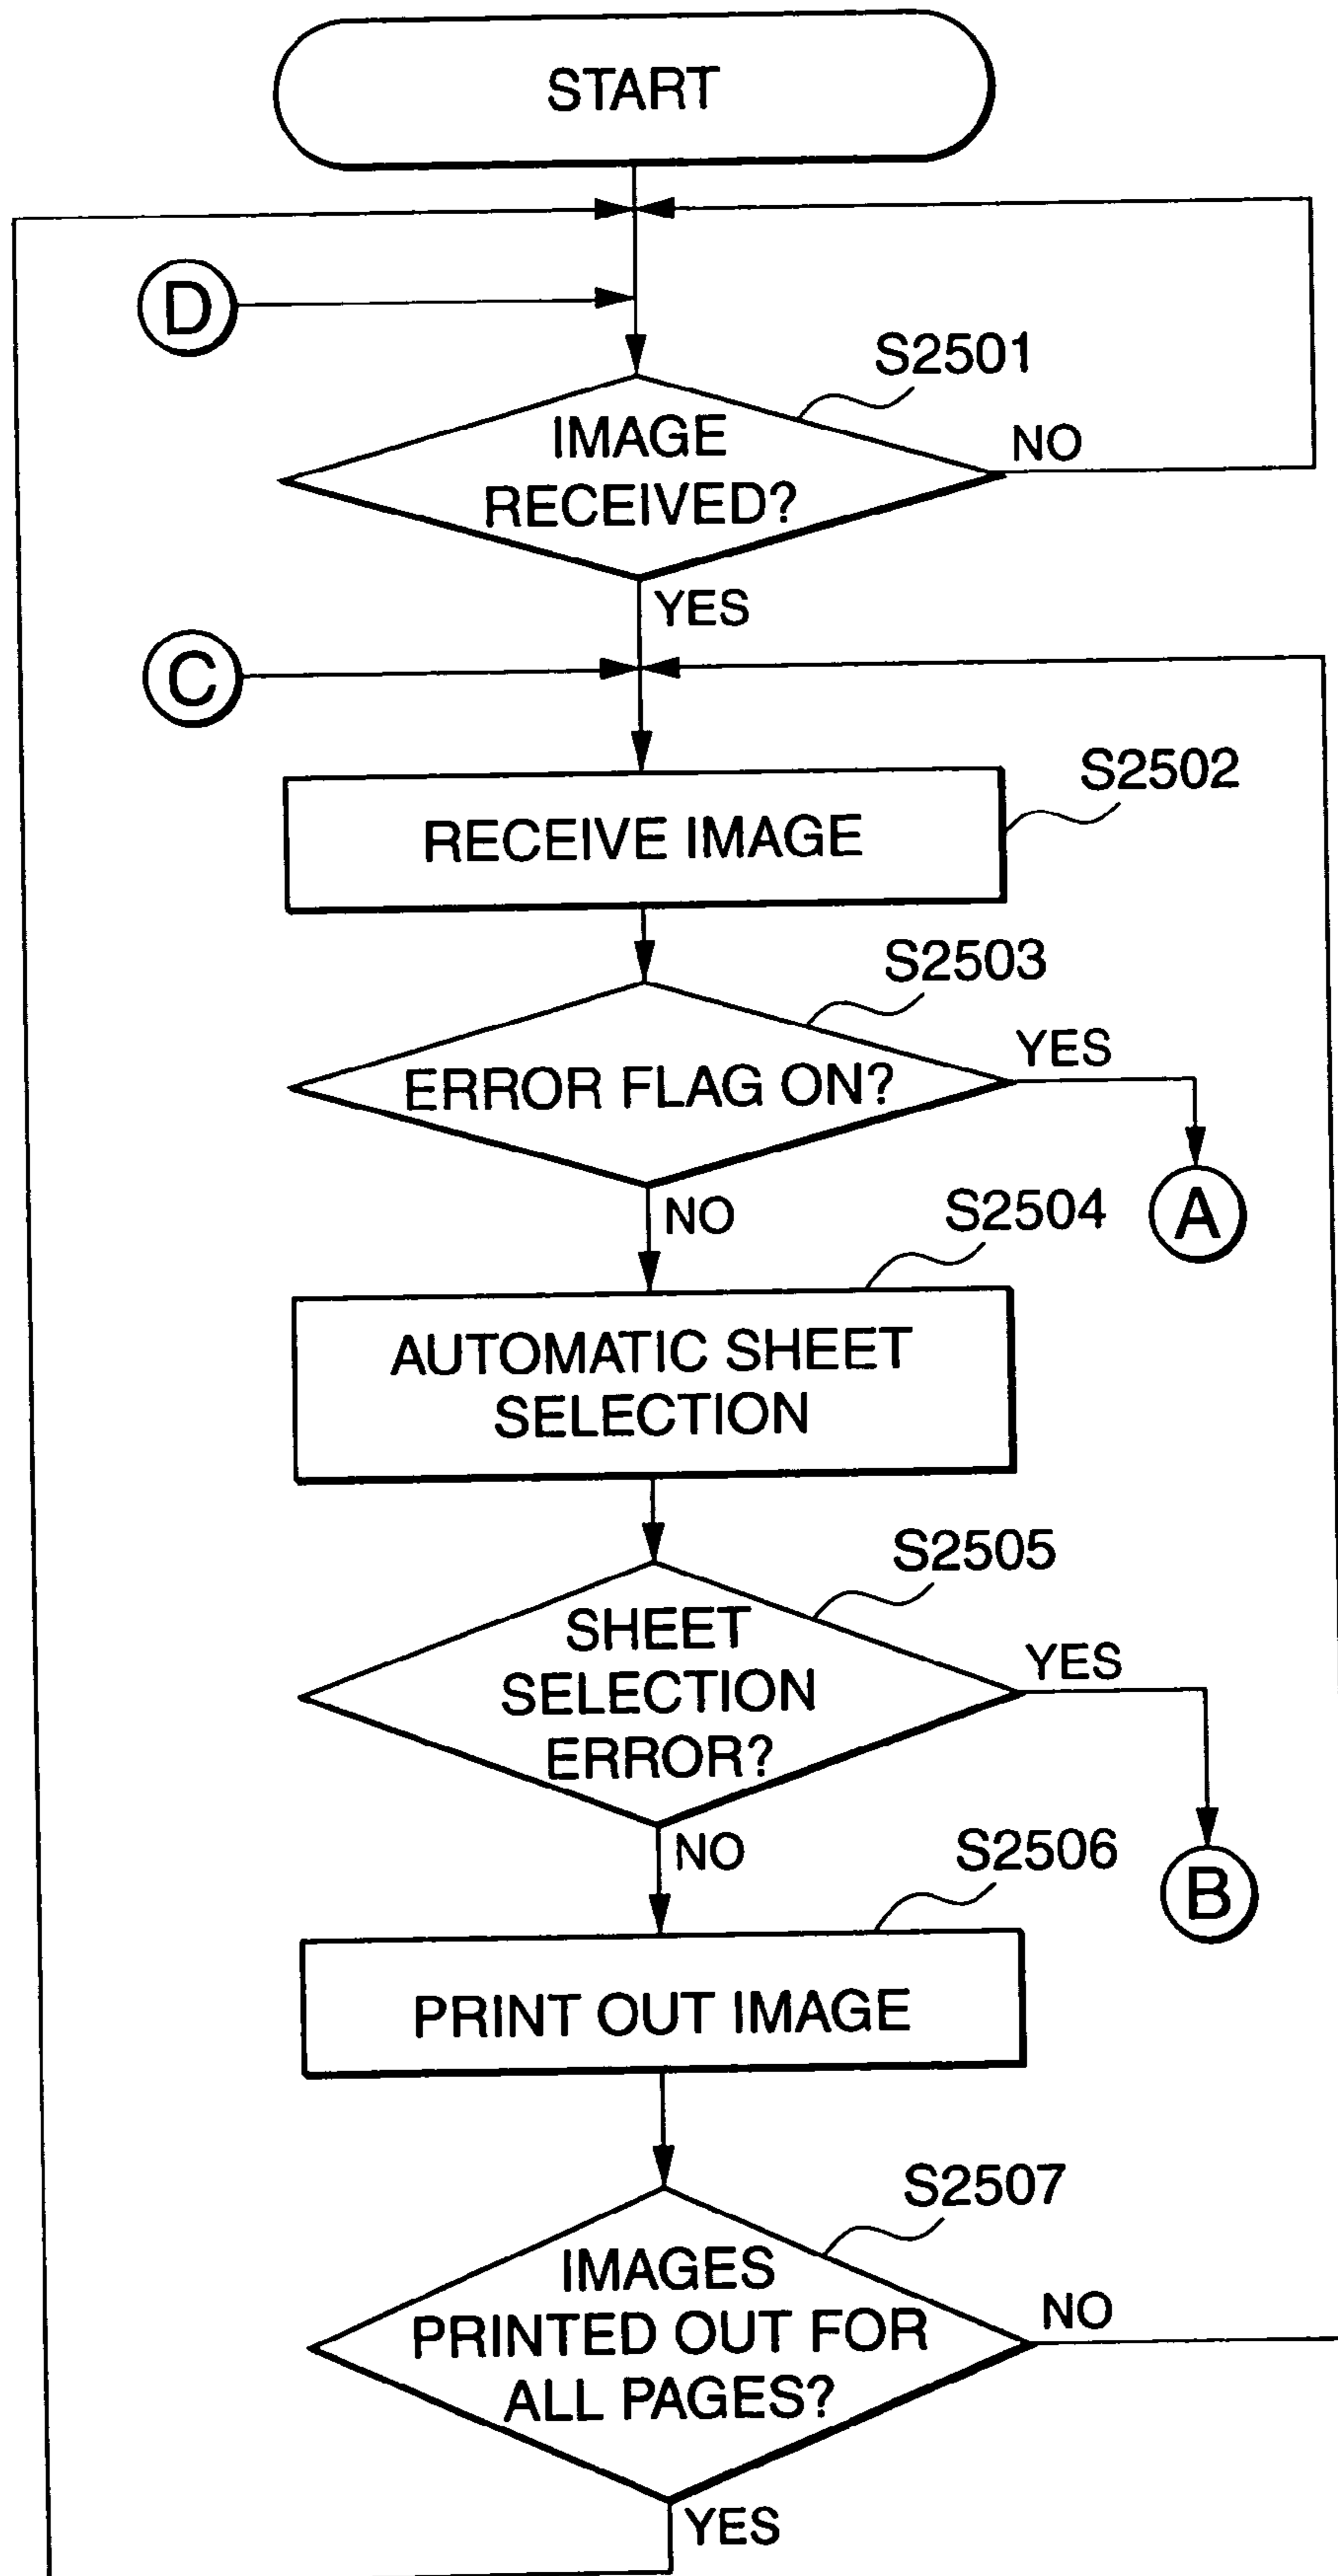 START
D
S2501
IMAGE
RECEIVED?
NO
YES
C
S2502
RECEIVE IMAGE
S2503
ERROR FLAG ON?
YES
A
NO
S2504
AUTOMATIC SHEET
SELECTION
S2505
SHEET
SELECTION
ERROR?
YES
B
NO
S2506
PRINT OUT IMAGE
S2507
IMAGES
PRINTED OUT FOR
ALL PAGES?
NO
YES